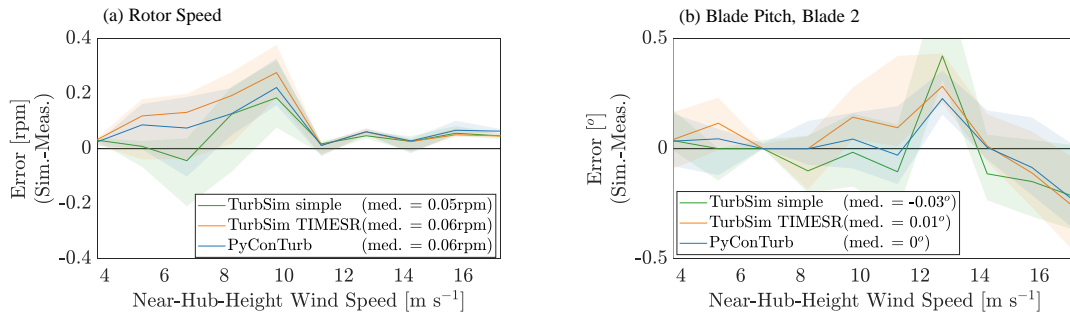 (a) Rotor Speed
0.4
0.2
0
-0.2
-0.4
Error [rpm]
(Sim.-Meas.)
TurbSim simple (med. = 0.05rpm)
TurbSim TIMESR (med. = 0.06rpm)
PyConTurb (med. = 0.06rpm)
4 6 8 10 12 14 16
Near-Hub-Height Wind Speed [m s⁻¹]
(b) Blade Pitch, Blade 2
0.5
0
-0.5
Error [º]
(Sim.-Meas.)
TurbSim simple (med. = -0.03º)
TurbSim TIMESR (med. = 0.01º)
PyConTurb (med. = 0º)
4 6 8 10 12 14 16
Near-Hub-Height Wind Speed [m s⁻¹]